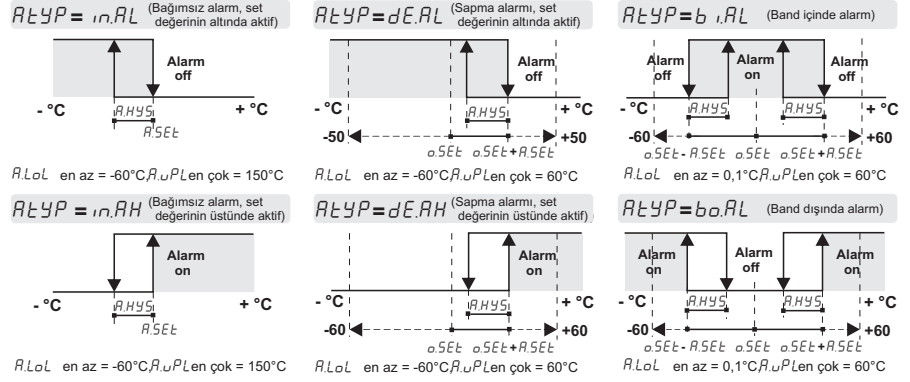 AtYP = in.AL (Bağımsız alarm, set değerinin altında aktif)
Alarm off
- °C
+ °C
A.HYS
A.SEt
A.LoL en az = -60°C, A.uPL en çok = 150°C
AtYP = dE.AL (Sapma alarmı, set değerinin altında aktif)
Alarm off
- °C
+ °C
A.HYS
-50
+50
o.SEt o.SEt + A.SEt
A.LoL en az = -60°C, A.uPL en çok = 60°C
AtYP = bi.AL (Band içinde alarm)
Alarm off
Alarm on
Alarm off
- °C
+ °C
A.HYS A.HYS
-60
+60
o.SEt - A.SEt o.SEt o.SEt + A.SEt
A.LoL en az = 0,1°C, A.uPL en çok = 60°C
AtYP = in.AH (Bağımsız alarm, set değerinin üstünde aktif)
Alarm on
- °C
+ °C
A.HYS
A.SEt
A.LoL en az = -60°C, A.uPL en çok = 150°C
AtYP = dE.AH (Sapma alarmı, set değerinin üstünde aktif)
Alarm on
- °C
+ °C
A.HYS
-60
+60
o.SEt o.SEt + A.SEt
A.LoL en az = -60°C, A.uPL en çok = 60°C
AtYP = bo.AL (Band dışında alarm)
Alarm on
Alarm off
Alarm on
- °C
+ °C
A.HYS A.HYS
-60
+60
o.SEt - A.SEt o.SEt o.SEt + A.SEt
A.LoL en az = 0,1°C, A.uPL en çok = 60°C